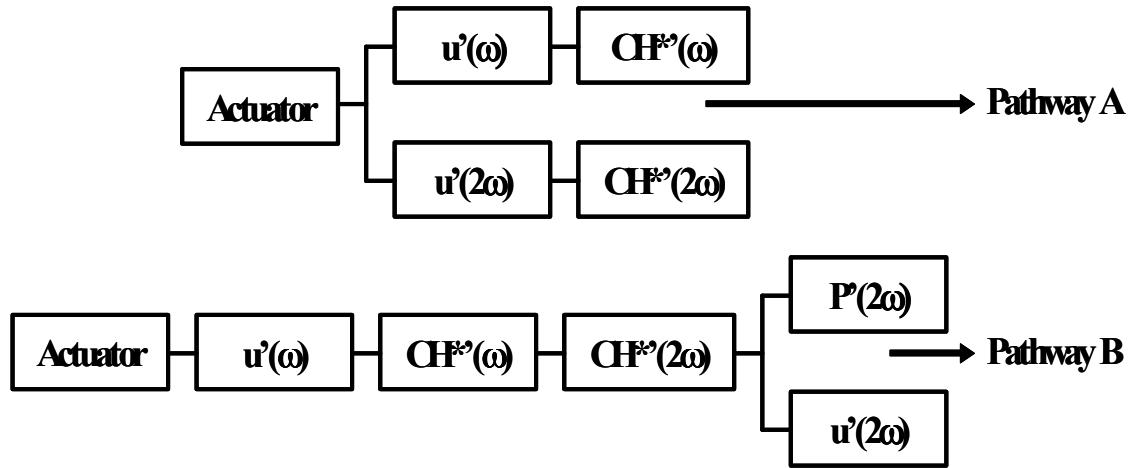 u'(ω)
CH*'(ω)
Actuator
Pathway A
u'(2ω)
CH*'(2ω)
P'(2ω)
Actuator
u'(ω)
CH*'(ω)
CH*'(2ω)
Pathway B
u'(2ω)